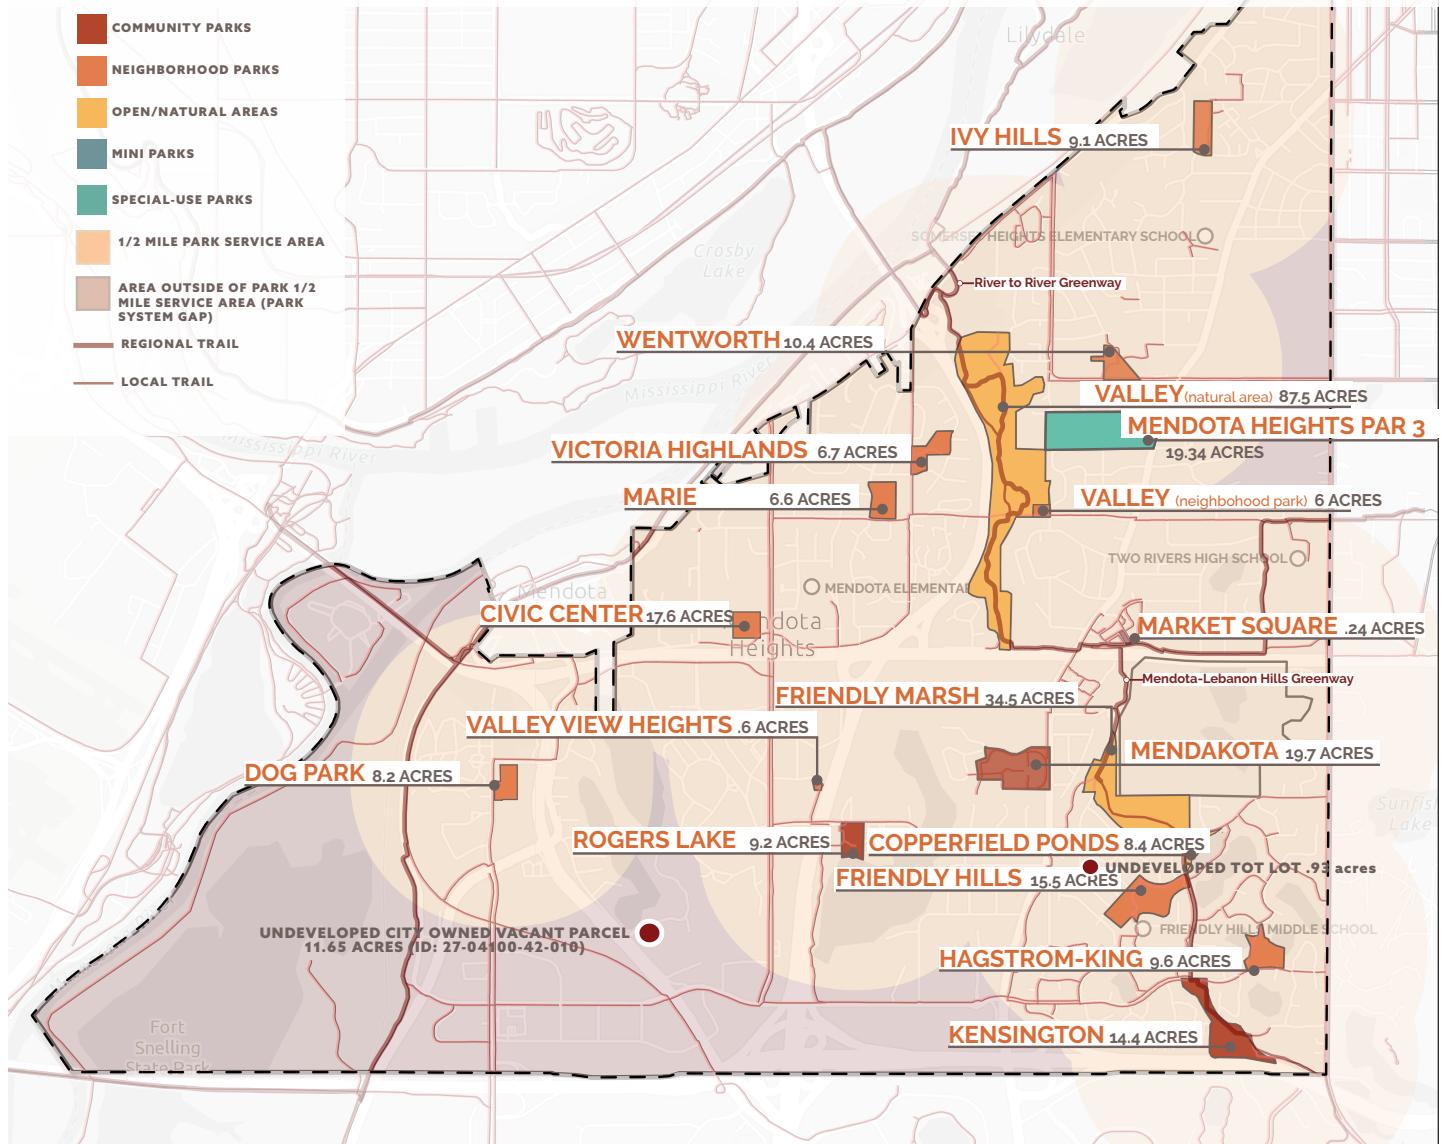 COMMUNITY PARKS
NEIGHBORHOOD PARKS
OPEN/NATURAL AREAS
MINI PARKS
SPECIAL-USE PARKS
1/2 MILE PARK SERVICE AREA
AREA OUTSIDE OF PARK 1/2
MILE SERVICE AREA (PARK
SYSTEM GAP)
REGIONAL TRAIL
LOCAL TRAIL
Lilydale
IVY HILLS 9.1 ACRES
SOMERSET HEIGHTS ELEMENTARY SCHOOL
Crosby
Lake
River to River Greenway
WENTWORTH 10.4 ACRES
Mississippi River
VALLEY (natural area) 87.5 ACRES
MENDOTA HEIGHTS PAR 3
19.34 ACRES
Mississippi River
VICTORIA HIGHLANDS 6.7 ACRES
MARIE 6.6 ACRES
VALLEY (neighbohood park) 6 ACRES
TWO RIVERS HIGH SCHOOL
Mendota
MENDOTA ELEMENTAR
CIVIC CENTER 17.6 ACRES
ndota
Heights
MARKET SQUARE .24 ACRES
Mendota-Lebanon Hills Greenway
FRIENDLY MARSH 34.5 ACRES
VALLEY VIEW HEIGHTS .6 ACRES
MENDAKOTA 19.7 ACRES
DOG PARK 8.2 ACRES
Sunfish
Lake
ROGERS LAKE 9.2 ACRES
COPPERFIELD PONDS 8.4 ACRES
UNDEVELOPED TOT LOT .93 acres
FRIENDLY HILLS 15.5 ACRES
UNDEVELOPED CITY OWNED VACANT PARCEL
11.65 ACRES (ID: 27-04100-42-010)
FRIENDLY HILLS MIDDLE SCHOOL
HAGSTROM-KING 9.6 ACRES
KENSINGTON 14.4 ACRES
Fort
Snelling
State Park